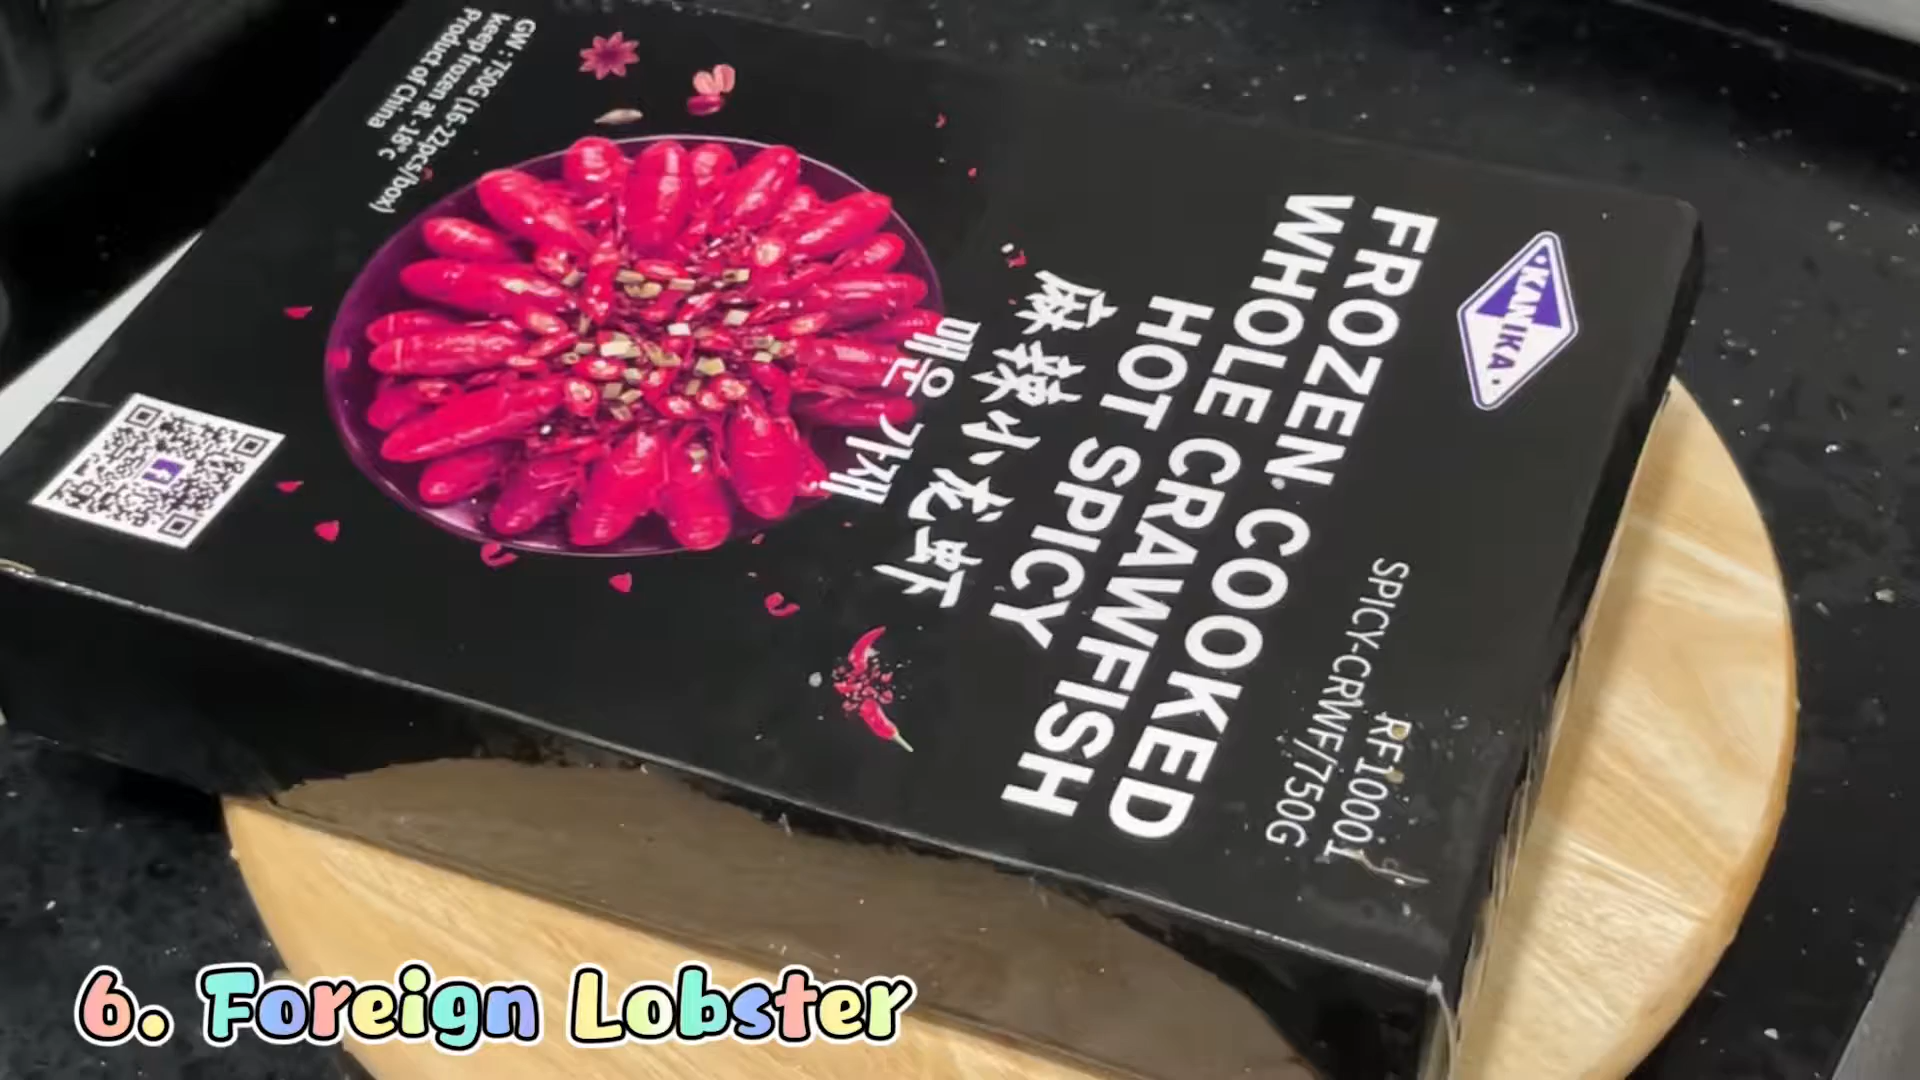 KANIKA
RF10001
SPICY-CRWF/750G
FROZEN COOKED
WHOLE CRAWFISH
HOT SPICY
麻辣小龙虾
매운 가재
GW : 750G (16-22pcs/box)
keep frozen at -18°C
Product of China
6. Foreign Lobster